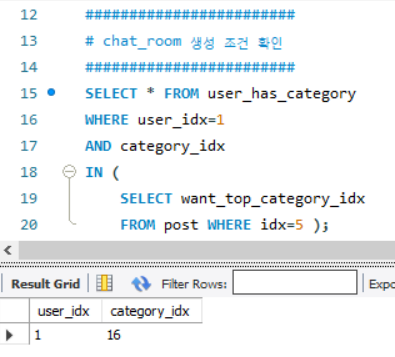 12 ########################
13 # chat_room 생성 조건 확인
14 ########################
15 SELECT * FROM user_has_category
16 WHERE user_idx=1
17 AND category_idx
18 IN (
19 SELECT want_top_category_idx
20 FROM post WHERE idx=5 );
Result Grid Filter Rows: Expo
user_idx category_idx
1 16